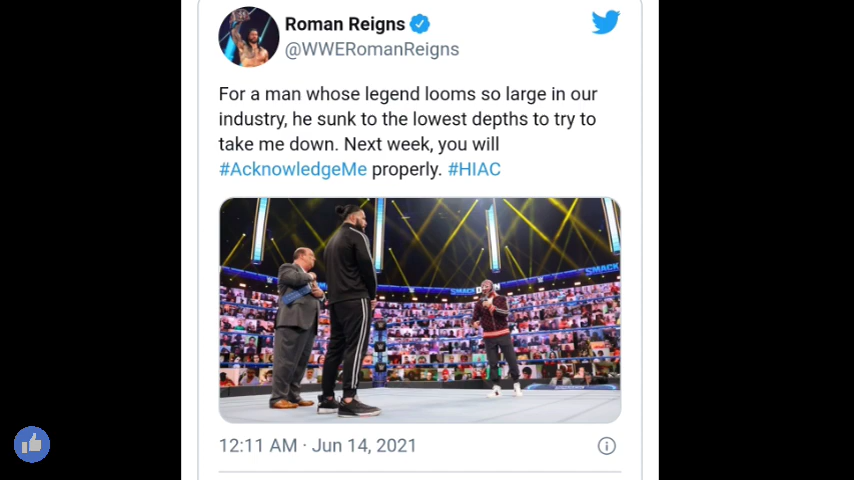 Roman Reigns
@WWERomanReigns
For a man whose legend looms so large in our
industry, he sunk to the lowest depths to try to
take me down. Next week, you will
#AcknowledgeMe properly. #HIAC
SMACK
12:11 AM · Jun 14, 2021